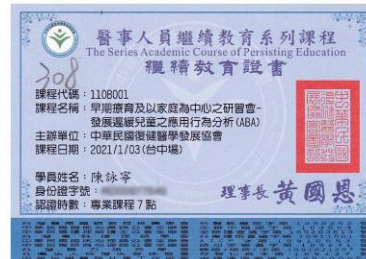 醫事人員繼續教育系列課程
The Series Academic Course of Persisting Education
繼續教育證書
308
課程代碼：110B001
課程名稱：早期療育及以家庭為中心之研習會-
發展遲緩兒童之應用行為分析(ABA)
主辦單位：中華民國復健醫學發展協會
課程日期：2021/1/03(台中場)
學員姓名：陳詠寧
身份證字號：
認證時數：專業課程 7 點
理事長 黃國恩